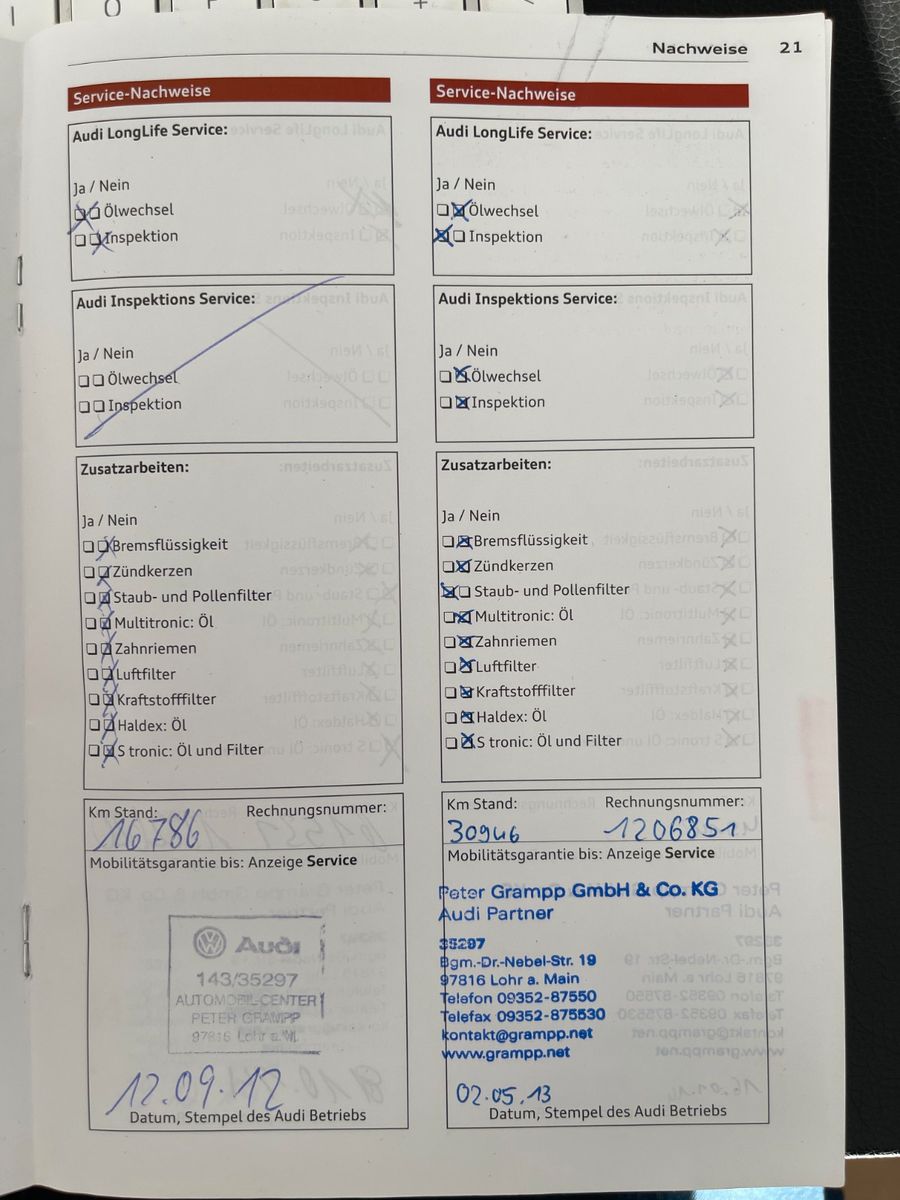 Nachweise 21
Service-Nachweise
Audi LongLife Service:
Ja / Nein
Ölwechsel
Inspektion
Audi Inspektions Service:
Ja / Nein
Ölwechsel
Inspektion
Zusatzarbeiten:
Ja / Nein
Bremsflüssigkeit
Zündkerzen
Staub- und Pollenfilter
Multitronic: Öl
Zahnriemen
Luftfilter
Kraftstofffilter
Haldex: Öl
S tronic: Öl und Filter
Km Stand: Rechnungsnummer:
16786
Mobilitätsgarantie bis: Anzeige Service
Audi
143/35297
AUTOMOBIL-CENTER
PETER GRAMPP
97816 Lohr a. M.
12.09.12
Datum, Stempel des Audi Betriebs
Service-Nachweise
Audi LongLife Service:
Ja / Nein
Ölwechsel
Inspektion
Audi Inspektions Service:
Ja / Nein
Ölwechsel
Inspektion
Zusatzarbeiten:
Ja / Nein
Bremsflüssigkeit
Zündkerzen
Staub- und Pollenfilter
Multitronic: Öl
Zahnriemen
Luftfilter
Kraftstofffilter
Haldex: Öl
S tronic: Öl und Filter
Km Stand: Rechnungsnummer:
30946 1206851
Mobilitätsgarantie bis: Anzeige Service
Peter Grampp GmbH & Co. KG
Audi Partner
35297
Bgm.-Dr.-Nebel-Str. 19
97816 Lohr a. Main
Telefon 09352-87550
Telefax 09352-875530
kontakt@grampp.net
www.grampp.net
02.05.13
Datum, Stempel des Audi Betriebs